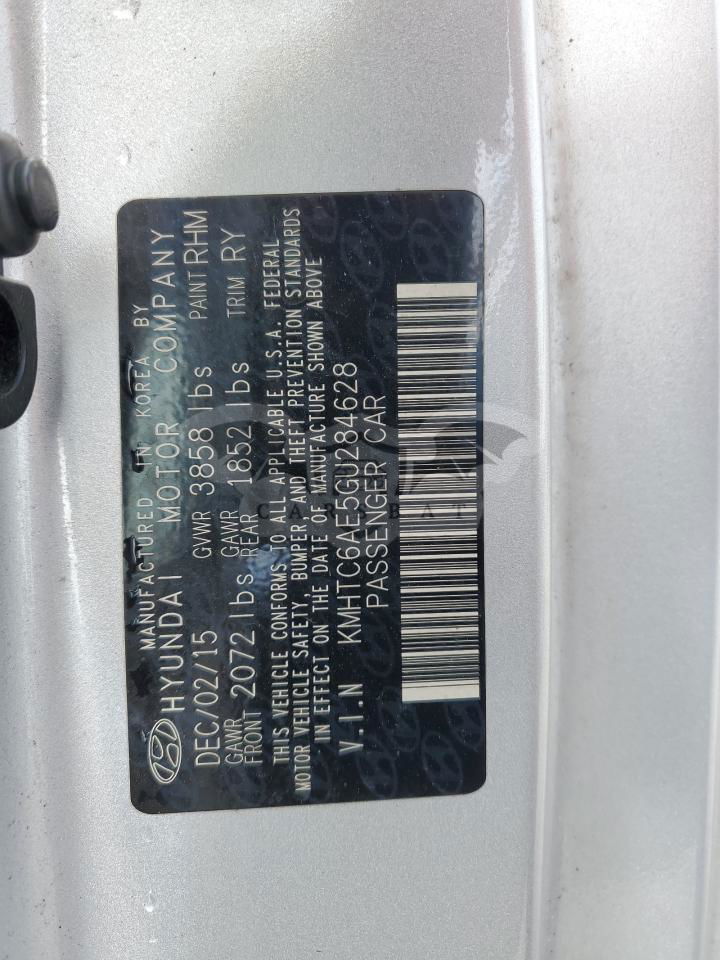 MANUFACTURED IN KOREA BY
HYUNDAI MOTOR COMPANY
DEC/02/15 GVWR 3858 lbs PAINT RHM
GAWR FRONT 2072 lbs GAWR REAR 1852 lbs TRIM RY
THIS VEHICLE CONFORMS TO ALL APPLICABLE U.S.A. FEDERAL
MOTOR VEHICLE SAFETY, BUMPER, AND THEFT PREVENTION STANDARDS
IN EFFECT ON THE DATE OF MANUFACTURE SHOWN ABOVE
V.I.N KMHTC6AE5GU284628
PASSENGER CAR